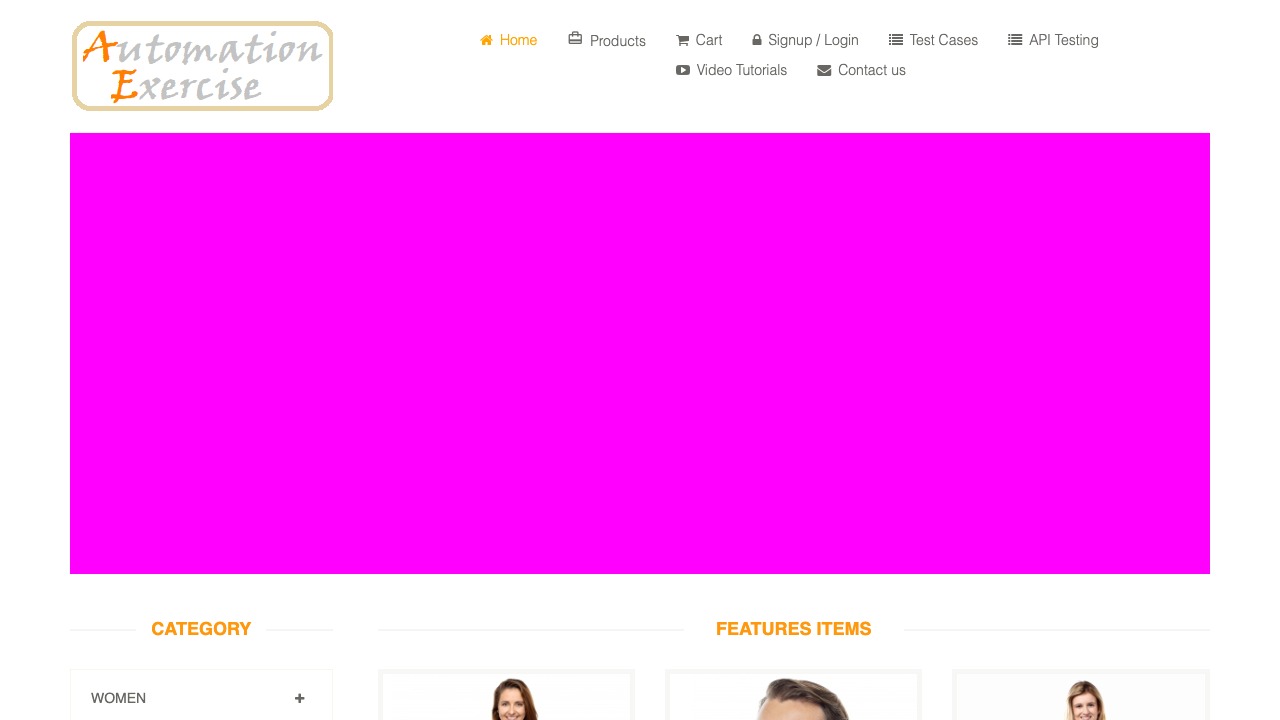 Automation
Exercise
Home Products Cart Signup / Login Test Cases API Testing
Video Tutorials Contact us
CATEGORY
FEATURES ITEMS
WOMEN